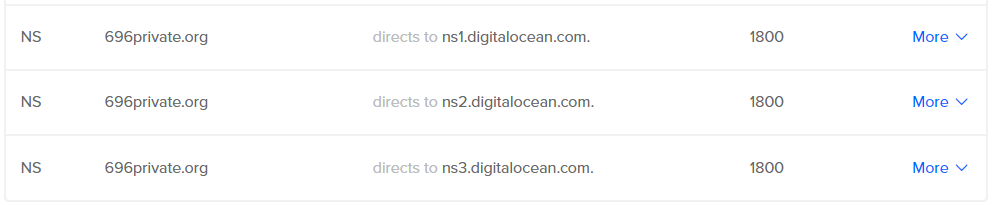 NS 696private.org directs to ns1.digitalocean.com. 1800 More
NS 696private.org directs to ns2.digitalocean.com. 1800 More
NS 696private.org directs to ns3.digitalocean.com. 1800 More